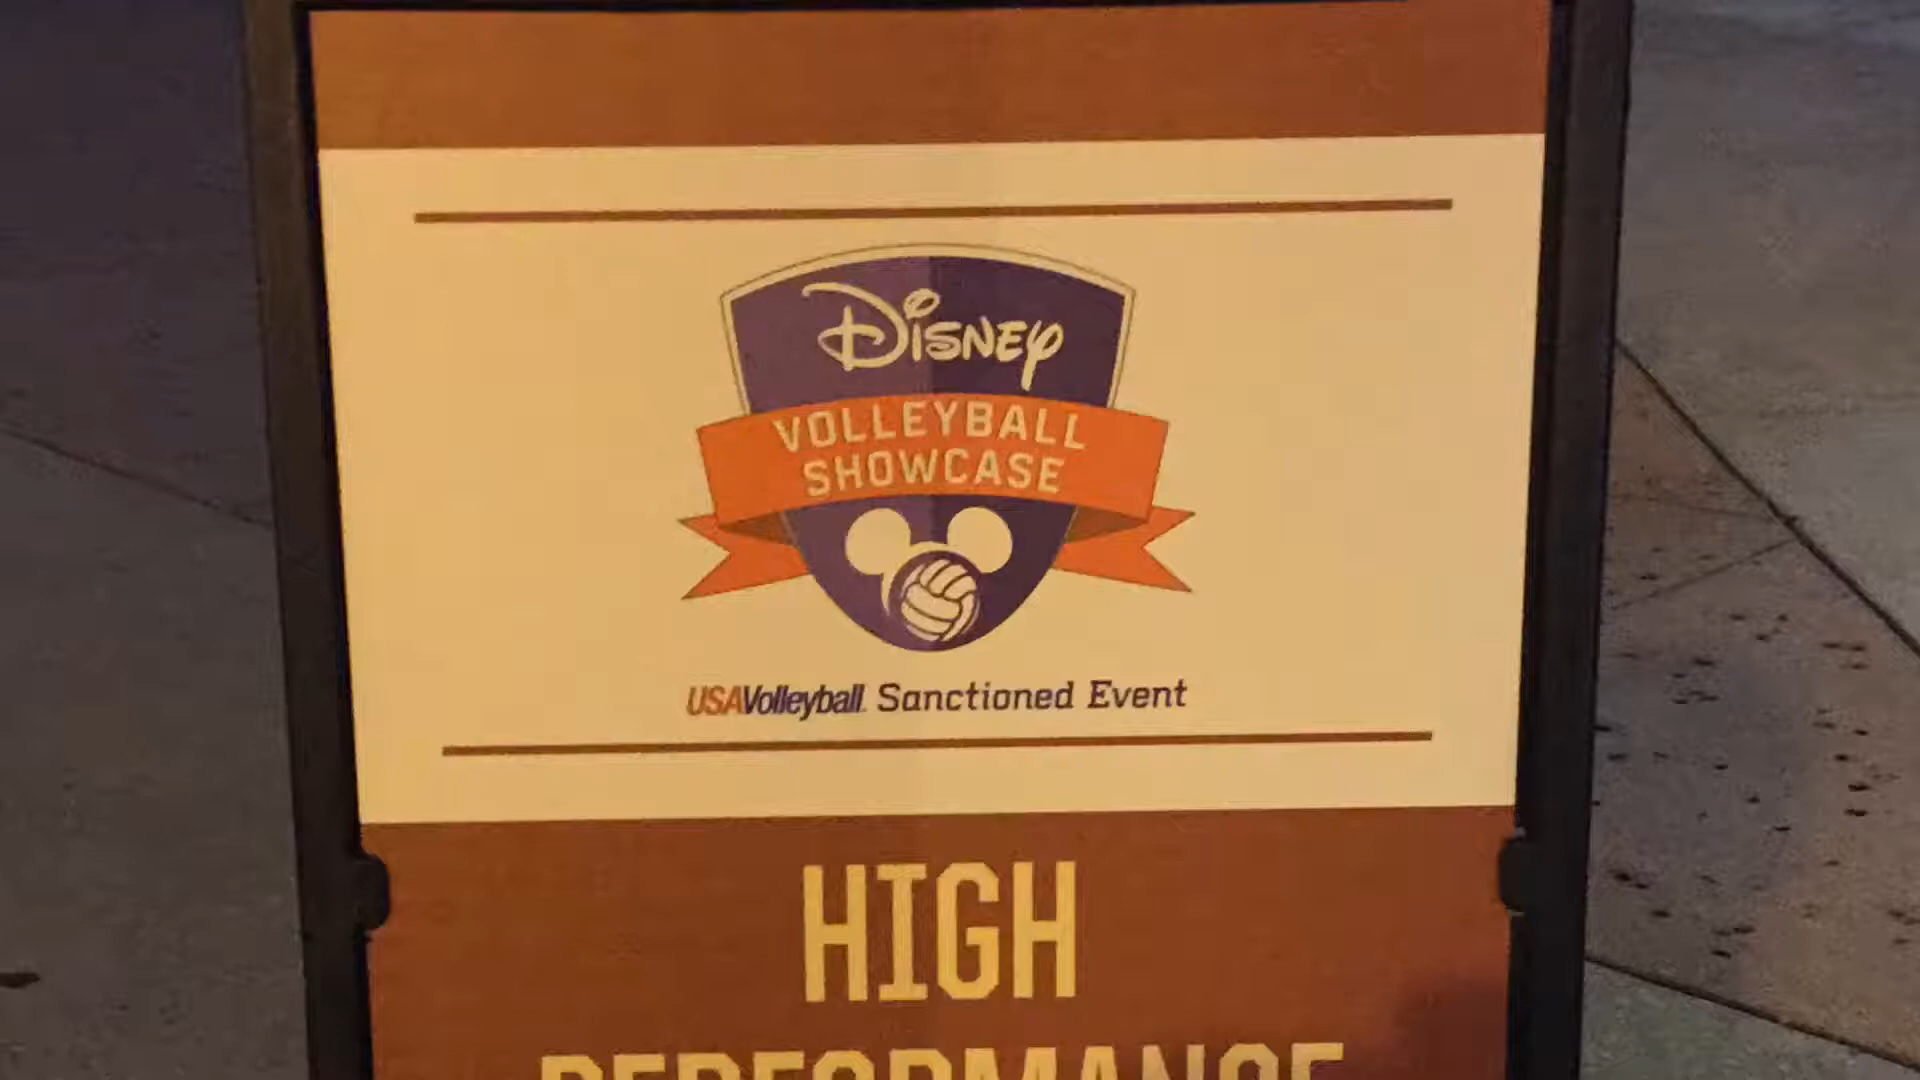 Disney
VOLLEYBALL
SHOWCASE
USAVolleyball. Sanctioned Event
HIGH
PERFORMANCE